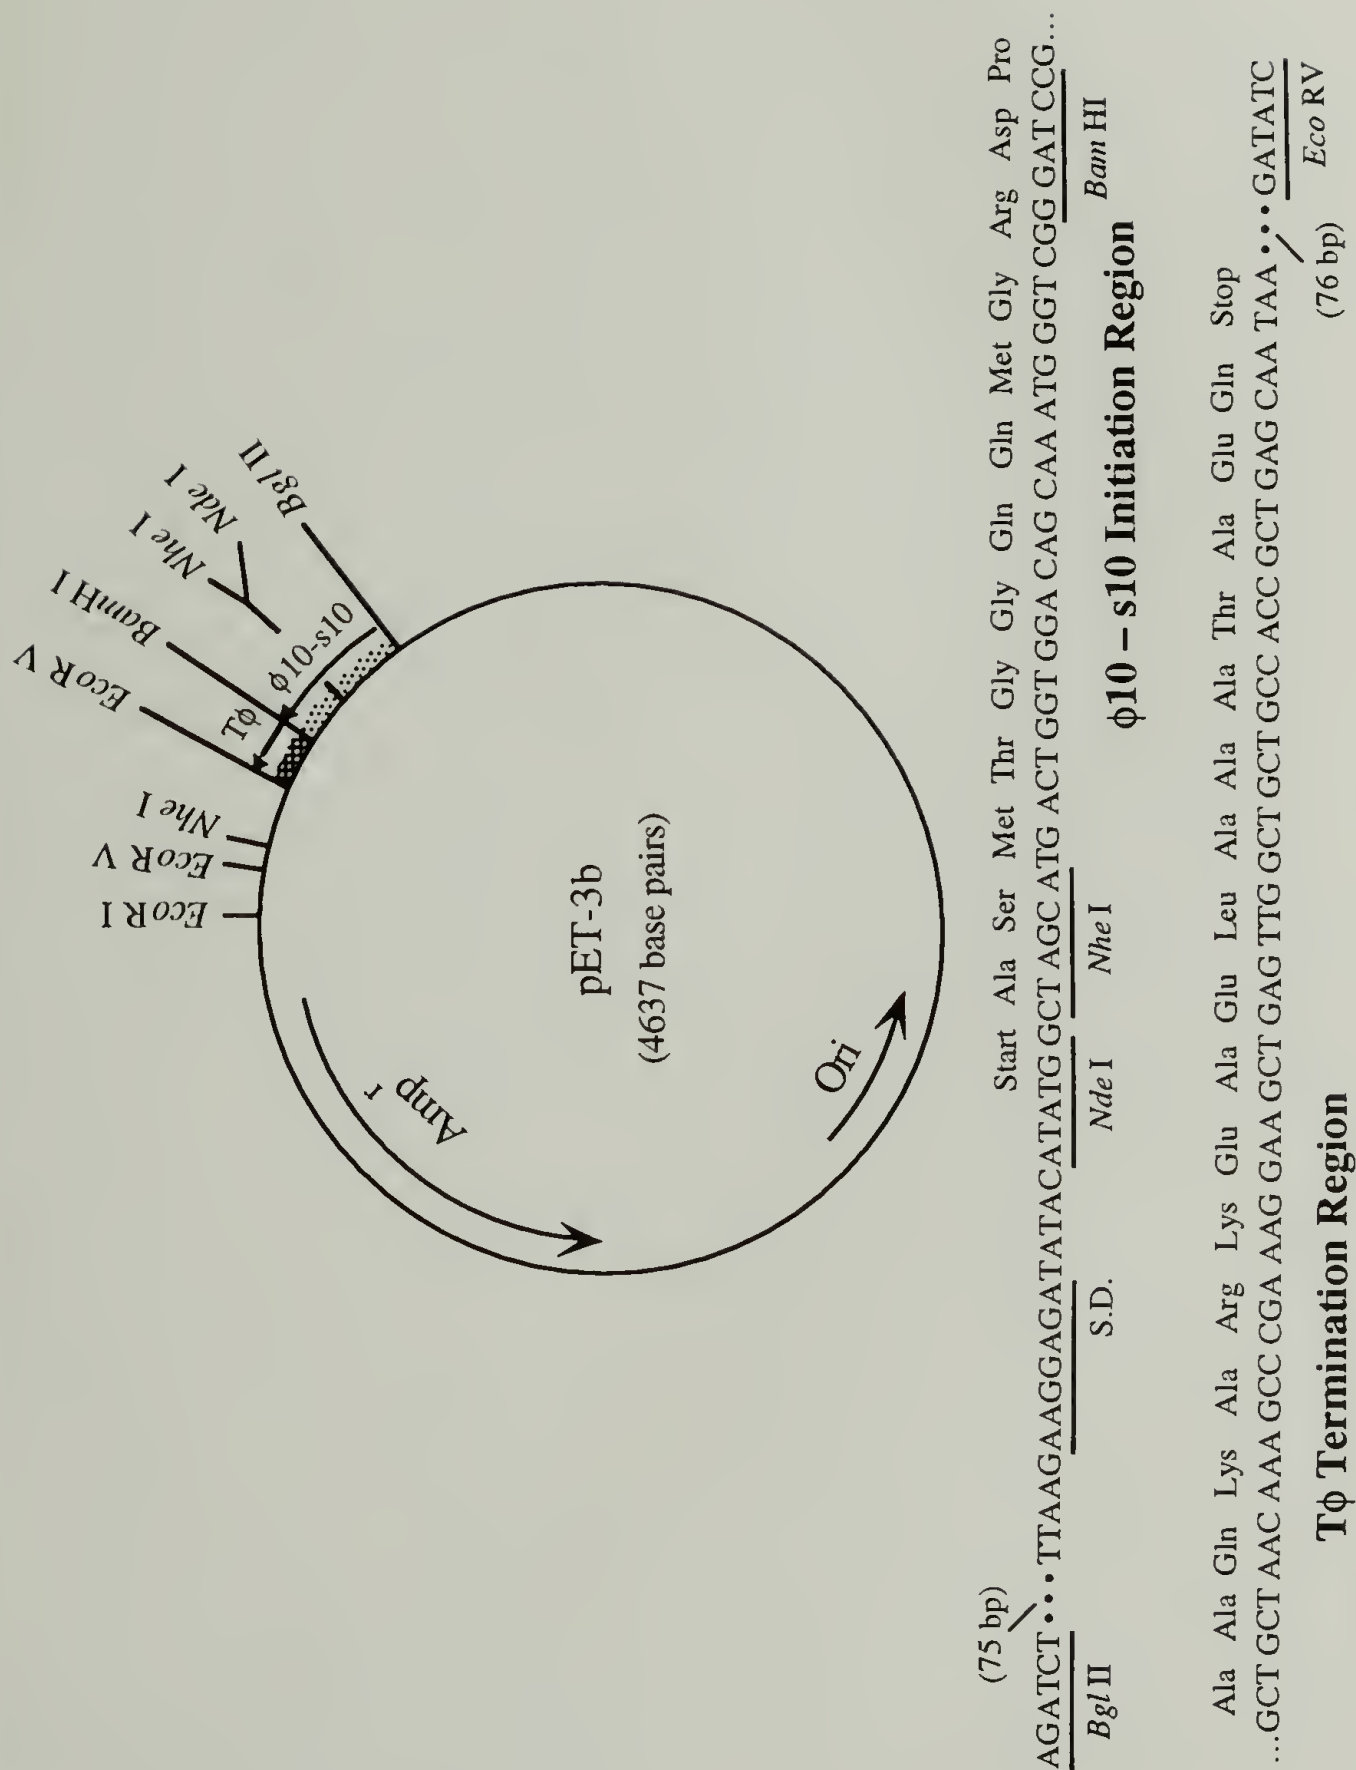 EcoR I
EcoR V
Nhe I
EcoR V
BamH I
Nhe I
Nde I
Bgl II
Tφ
φ10-s10
Amp r
pET-3b
(4637 base pairs)
Ori
(75 bp)
Start Ala Ser Met Thr Gly Gly Gln Gln Met Gly Arg Asp Pro
AGATCT • • • TTAAGAAGGAGATATACATATG GCT AGC ATG ACT GGT GGA CAG CAA ATG GGT CGG GAT CCG...
Bgl II S.D. Nde I Nhe I Bam HI
φ10 – s10 Initiation Region
Ala Ala Gln Lys Ala Arg Lys Glu Ala Glu Leu Ala Ala Ala Thr Ala Glu Gln Stop
...GCT GCT AAC AAA GCC CGA AAG GAA GCT GAG TTG GCT GCT GCC ACC GCT GAG CAA TAA • • • GATATC
(76 bp) Eco RV
Tφ Termination Region